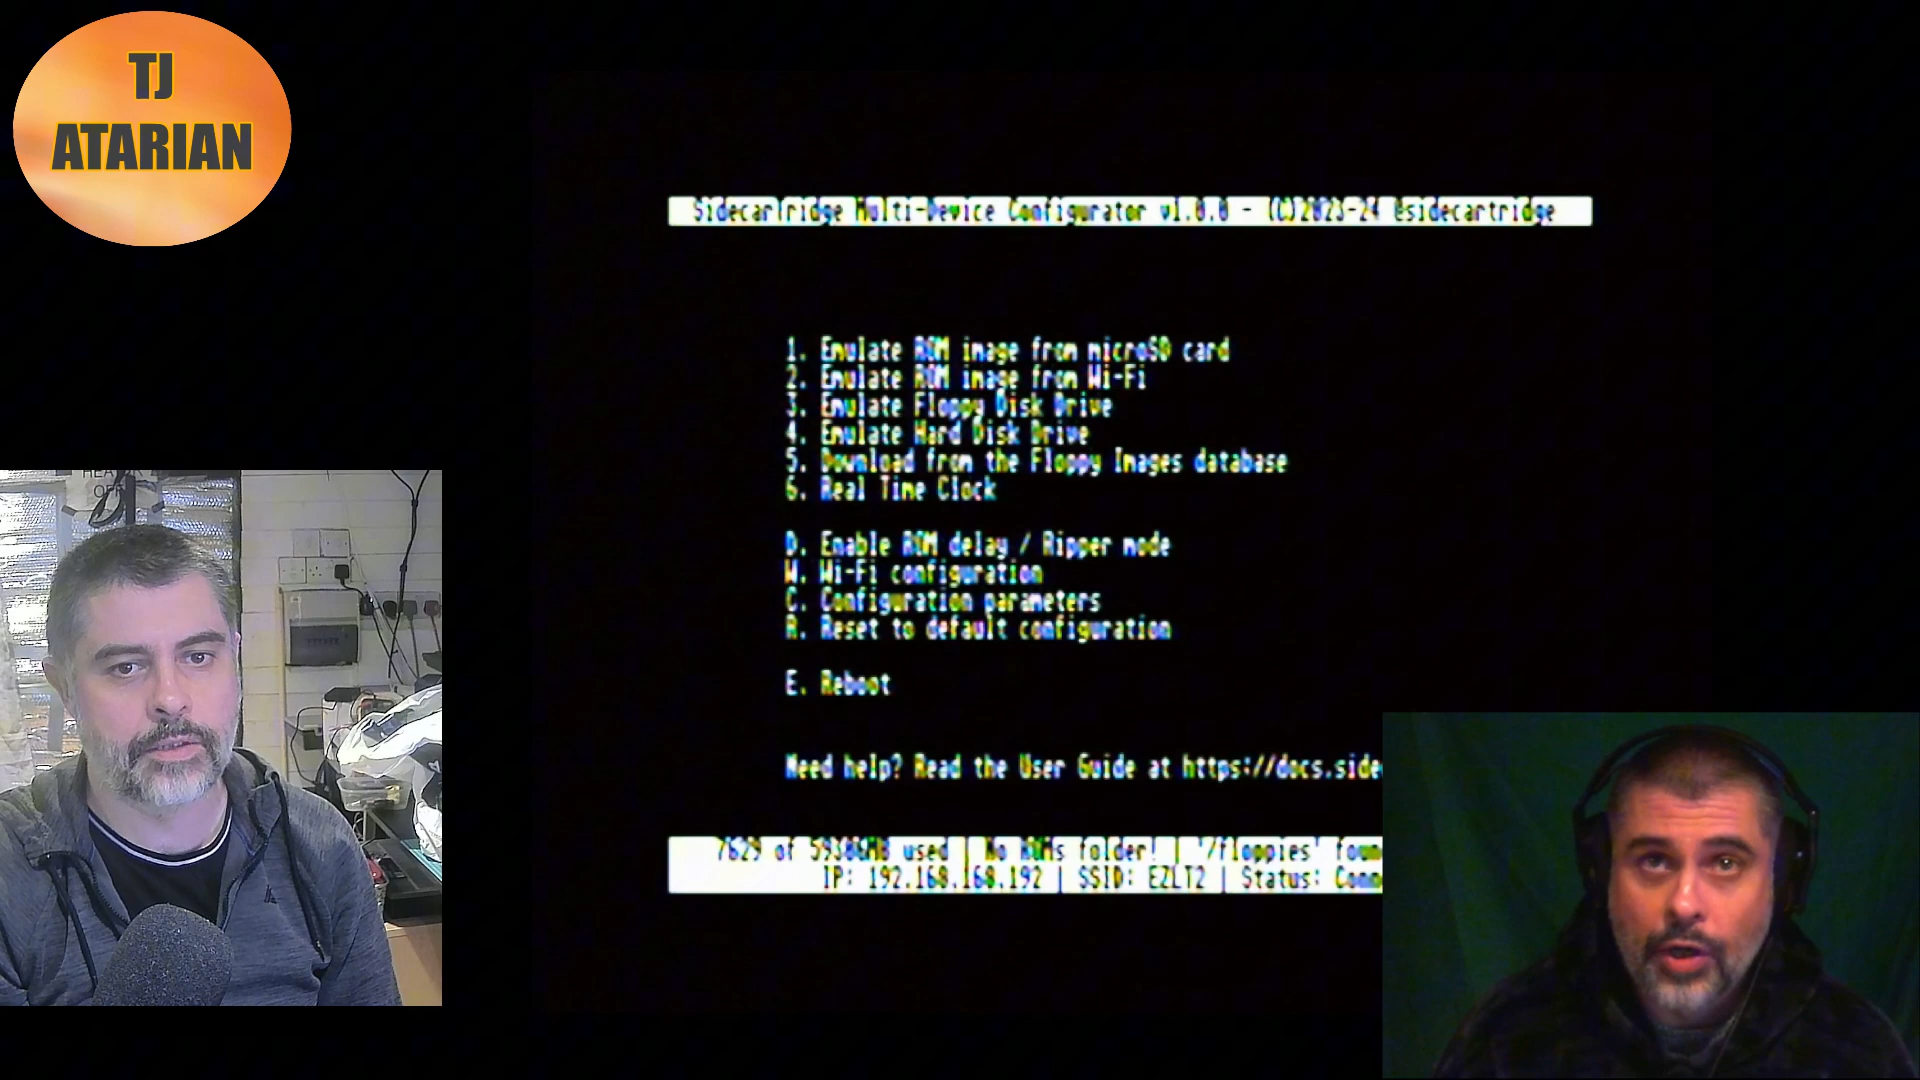 TJ
ATARIAN
Sidecartridge Multi-Device Configurator v1.0.0 - (C)2023-24 @sidecartridge
1. Emulate ROM image from microSD card
2. Emulate ROM image from Wi-Fi
3. Emulate Floppy Disk Drive
4. Emulate Hard Disk Drive
5. Download from the Floppy Images database
6. Real Time Clock
D. Enable ROM delay / Ripper mode
W. Wi-Fi configuration
C. Configuration parameters
R. Reset to default configuration
E. Reboot
Need help? Read the User Guide at https://docs.side
of used | No ROMs folder! | '/floppies' foun
IP: 192.168.168.192 | SSID: EZLT2 | Status: Conn
OFF